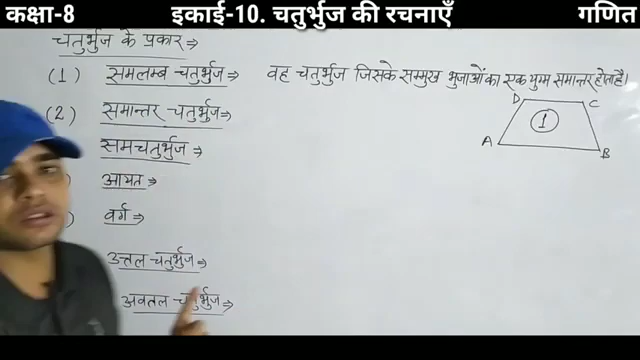 कक्षा-8 इकाई-10. चतुर्भुज की रचनाएँ गणित
चतुर्भुज के प्रकार ⇒
(1) समलम्ब चतुर्भुज ⇒ वह चतुर्भुज जिसके सम्मुख भुजाओं का एक युग्म समान्तर होता है।
D C
1
A B
(2) समान्तर चतुर्भुज ⇒
समचतुर्भुज ⇒
) आयत ⇒
) वर्ग ⇒
उत्तल चतुर्भुज ⇒
अवतल चतुर्भुज ⇒